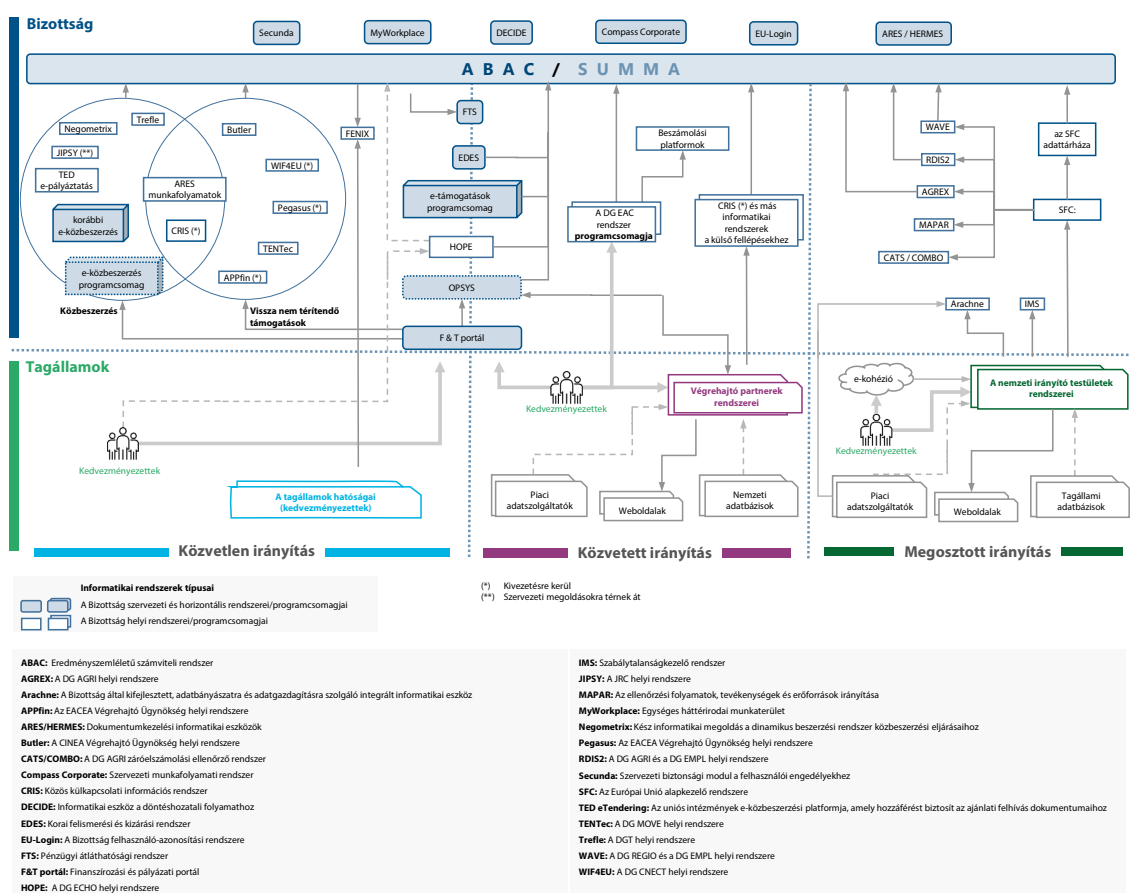 Bizottság
Secunda
MyWorkplace
DECIDE
Compass Corporate
EU-Login
ARES / HERMES
ABAC / SUMMA
Negometrix
Trefle
JIPSY (**)
TED
e-pályáztatás
korábbi
e-közbeszerzés
e-közbeszerzés
programcsomag
ARES
munkafolyamatok
CRIS (*)
Butler
WIF4EU (*)
Pegasus (*)
TENTec
APPfin (*)
Közbeszerzés
Vissza nem térítendő
támogatások
FENIX
FTS
EDES
e-támogatások
programcsomag
HOPE
OPSYS
F & T portál
Beszámolási
platformok
A DG EAC
rendszer
programcsomagja
CRIS (*) és más
informatikai
rendszerek
a külső fellépésekhez
WAVE
RDIS2
AGREX
MAPAR
CATS / COMBO
az SFC
adattárháza
SFC:
Arachne
IMS
Tagállamok
Kedvezményezettek
A tagállamok hatóságai
(kedvezményezettek)
Kedvezményezettek
Végrehajtó partnerek
rendszerei
Piaci
adatszolgáltatók
Weboldalak
Nemzeti
adatbázisok
e-kohézió
Kedvezményezettek
A nemzeti irányító testületek
rendszerei
Piaci
adatszolgáltatók
Weboldalak
Tagállami
adatbázisok
Közvetlen irányítás
Közvetett irányítás
Megosztott irányítás
Informatikai rendszerek típusai
A Bizottság szervezeti és horizontális rendszerei/programcsomagjai
A Bizottság helyi rendszerei/programcsomagjai
(*) Kivezetésre kerül
(**) Szervezeti megoldásokra térnek át
ABAC: Eredményszemléletű számviteli rendszer
AGREX: A DG AGRI helyi rendszere
Arachne: A Bizottság által kifejlesztett, adatbányászatra és adatgazdagításra szolgáló integrált informatikai eszköz
APPfin: Az EACEA Végrehajtó Ügynökség helyi rendszere
ARES/HERMES: Dokumentumkezelési informatikai eszközök
Butler: A CINEA Végrehajtó Ügynökség helyi rendszere
CATS/COMBO: A DG AGRI záróelszámolási ellenőrző rendszer
Compass Corporate: Szervezeti munkafolyamati rendszer
CRIS: Közös külkapcsolati információs rendszer
DECIDE: Informatikai eszköz a döntéshozatali folyamathoz
EDES: Korai felismerési és kizárási rendszer
EU-Login: A Bizottság felhasználó-azonosítási rendszere
FTS: Pénzügyi átláthatósági rendszer
F&T portál: Finanszírozási és pályázati portál
HOPE: A DG ECHO helyi rendszere
IMS: Szabálytalanságkezelő rendszer
JIPSY: A JRC helyi rendszere
MAPAR: Az ellenőrzési folyamatok, tevékenységek és erőforrások irányítása
MyWorkplace: Egységes háttérirodai munkaterület
Negometrix: Kész informatikai megoldás a dinamikus beszerzési rendszer közbeszerzési eljárásaihoz
Pegasus: Az EACEA Végrehajtó Ügynökség helyi rendszere
RDIS2: A DG AGRI és a DG EMPL helyi rendszere
Secunda: Szervezeti biztonsági modul a felhasználói engedélyekhez
SFC: Az Európai Unió alapkezelő rendszere
TED eTendering: Az uniós intézmények e-közbeszerzési platformja, amely hozzáférést biztosít az ajánlati felhívás dokumentumaihoz
TENTec: A DG MOVE helyi rendszere
Trefle: A DGT helyi rendszere
WAVE: A DG REGIO és a DG EMPL helyi rendszere
WIF4EU: A DG CNECT helyi rendszere